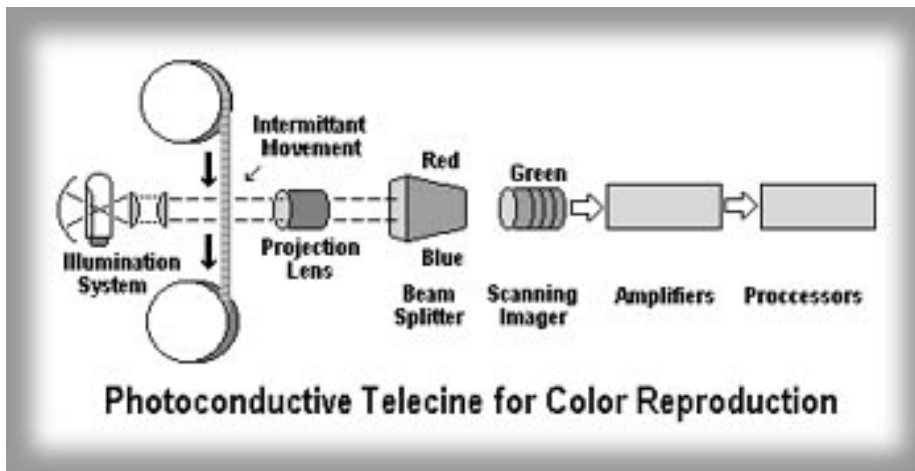 Intermittant
Movement
Red
Green
Illumination
System
Projection
Lens
Blue
Beam
Splitter
Scanning
Imager
Amplifiers
Proccessors
Photoconductive Telecine for Color Reproduction